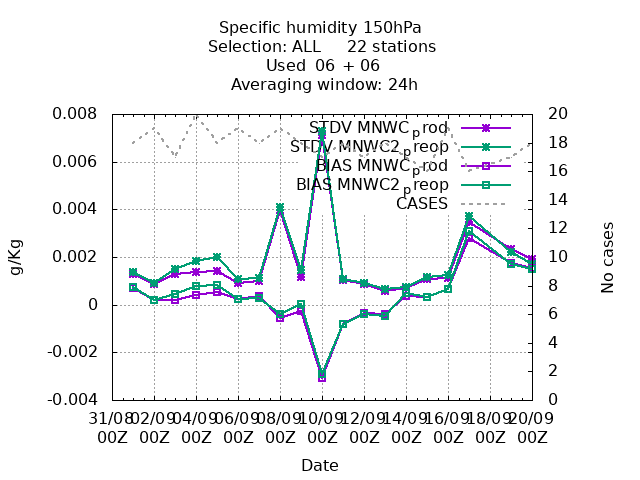 Specific humidity 150hPa
Selection: ALL 22 stations
Used 06 + 06
Averaging window: 24h
0.008
0.006
0.004
0.002
0
-0.002
-0.004
g/Kg
20
18
16
14
12
10
8
6
4
2
0
No cases
STDV MNWC_prod
STDV MNWC2_preop
BIAS MNWC_prod
BIAS MNWC2_preop
CASES
31/08 02/09 04/09 06/09 08/09 10/09 12/09 14/09 16/09 18/09 20/09
00Z 00Z 00Z 00Z 00Z 00Z 00Z 00Z 00Z 00Z 00Z
Date